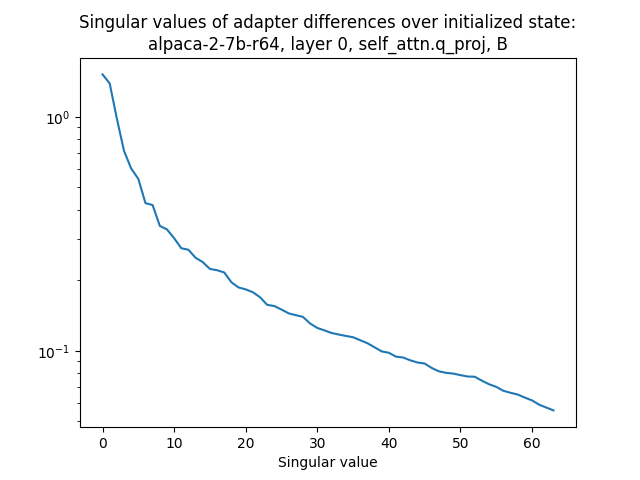 Singular values of adapter differences over initialized state:
alpaca-2-7b-r64, layer 0, self_attn.q_proj, B
10⁰
10⁻¹
0 10 20 30 40 50 60
Singular value